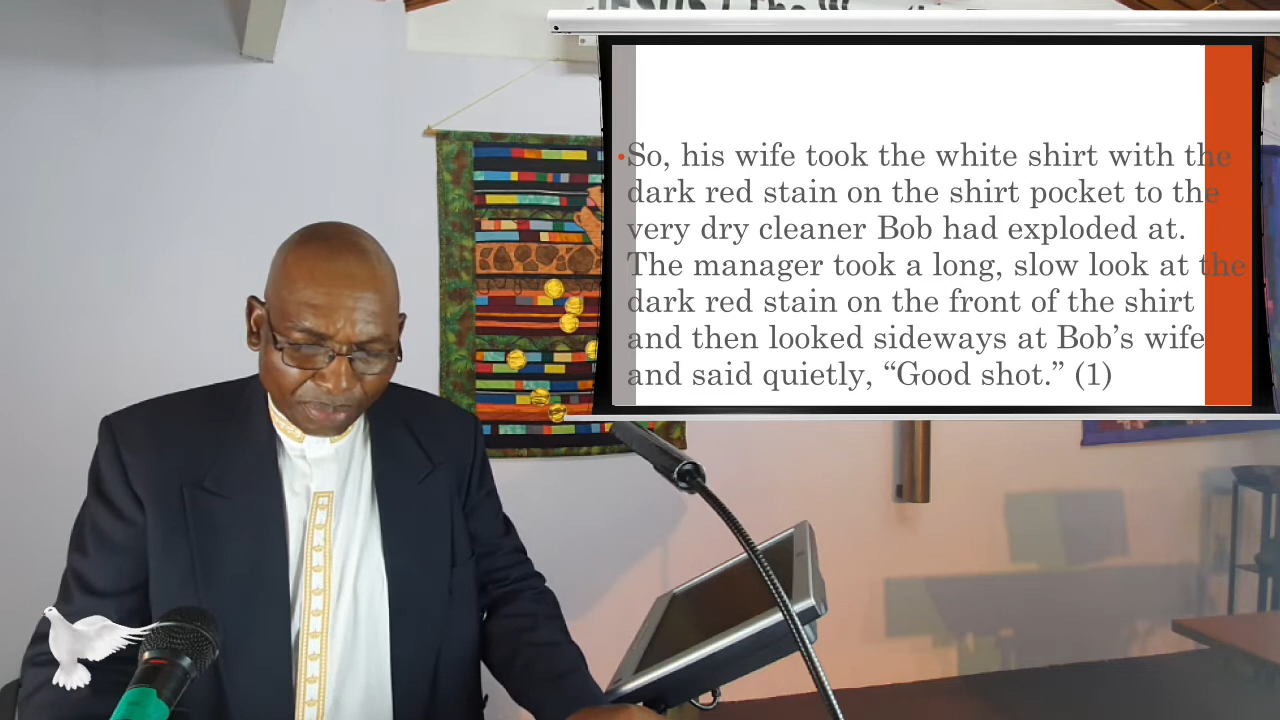 JESUS
•So, his wife took the white shirt with the
dark red stain on the shirt pocket to the
very dry cleaner Bob had exploded at.
The manager took a long, slow look at the
dark red stain on the front of the shirt
and then looked sideways at Bob’s wife
and said quietly, “Good shot.” (1)